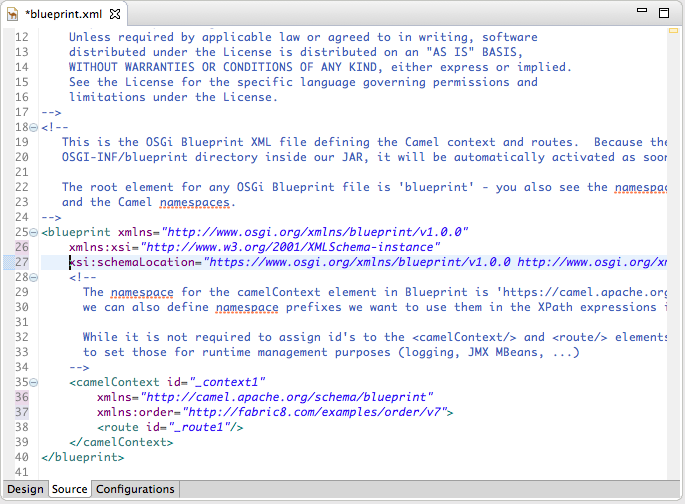 *blueprint.xml
12 Unless required by applicable law or agreed to in writing, software
13 distributed under the License is distributed on an "AS IS" BASIS,
14 WITHOUT WARRANTIES OR CONDITIONS OF ANY KIND, either express or implied.
15 See the License for the specific language governing permissions and
16 limitations under the License.
17 -->
18 <!--
19 This is the OSGi Blueprint XML file defining the Camel context and routes.  Because the
20 OSGI-INF/blueprint directory inside our JAR, it will be automatically activated as soon
21
22 The root element for any OSGi Blueprint file is 'blueprint' - you also see the namespac
23 and the Camel namespaces.
24 -->
25 <blueprint xmlns="http://www.osgi.org/xmlns/blueprint/v1.0.0"
26 xmlns:xsi="http://www.w3.org/2001/XMLSchema-instance"
27 xsi:schemaLocation="https://www.osgi.org/xmlns/blueprint/v1.0.0 http://www.osgi.org/xm
28 <!--
29 The namespace for the camelContext element in Blueprint is 'https://camel.apache.org
30 we can also define namespace prefixes we want to use them in the XPath expressions i
31
32 While it is not required to assign id's to the <camelContext/> and <route/> elements
33 to set those for runtime management purposes (logging, JMX MBeans, ...)
34 -->
35 <camelContext id="_context1"
36 xmlns="http://camel.apache.org/schema/blueprint"
37 xmlns:order="http://fabric8.com/examples/order/v7">
38 <route id="_route1"/>
39 </camelContext>
40 </blueprint>
41
Design Source Configurations